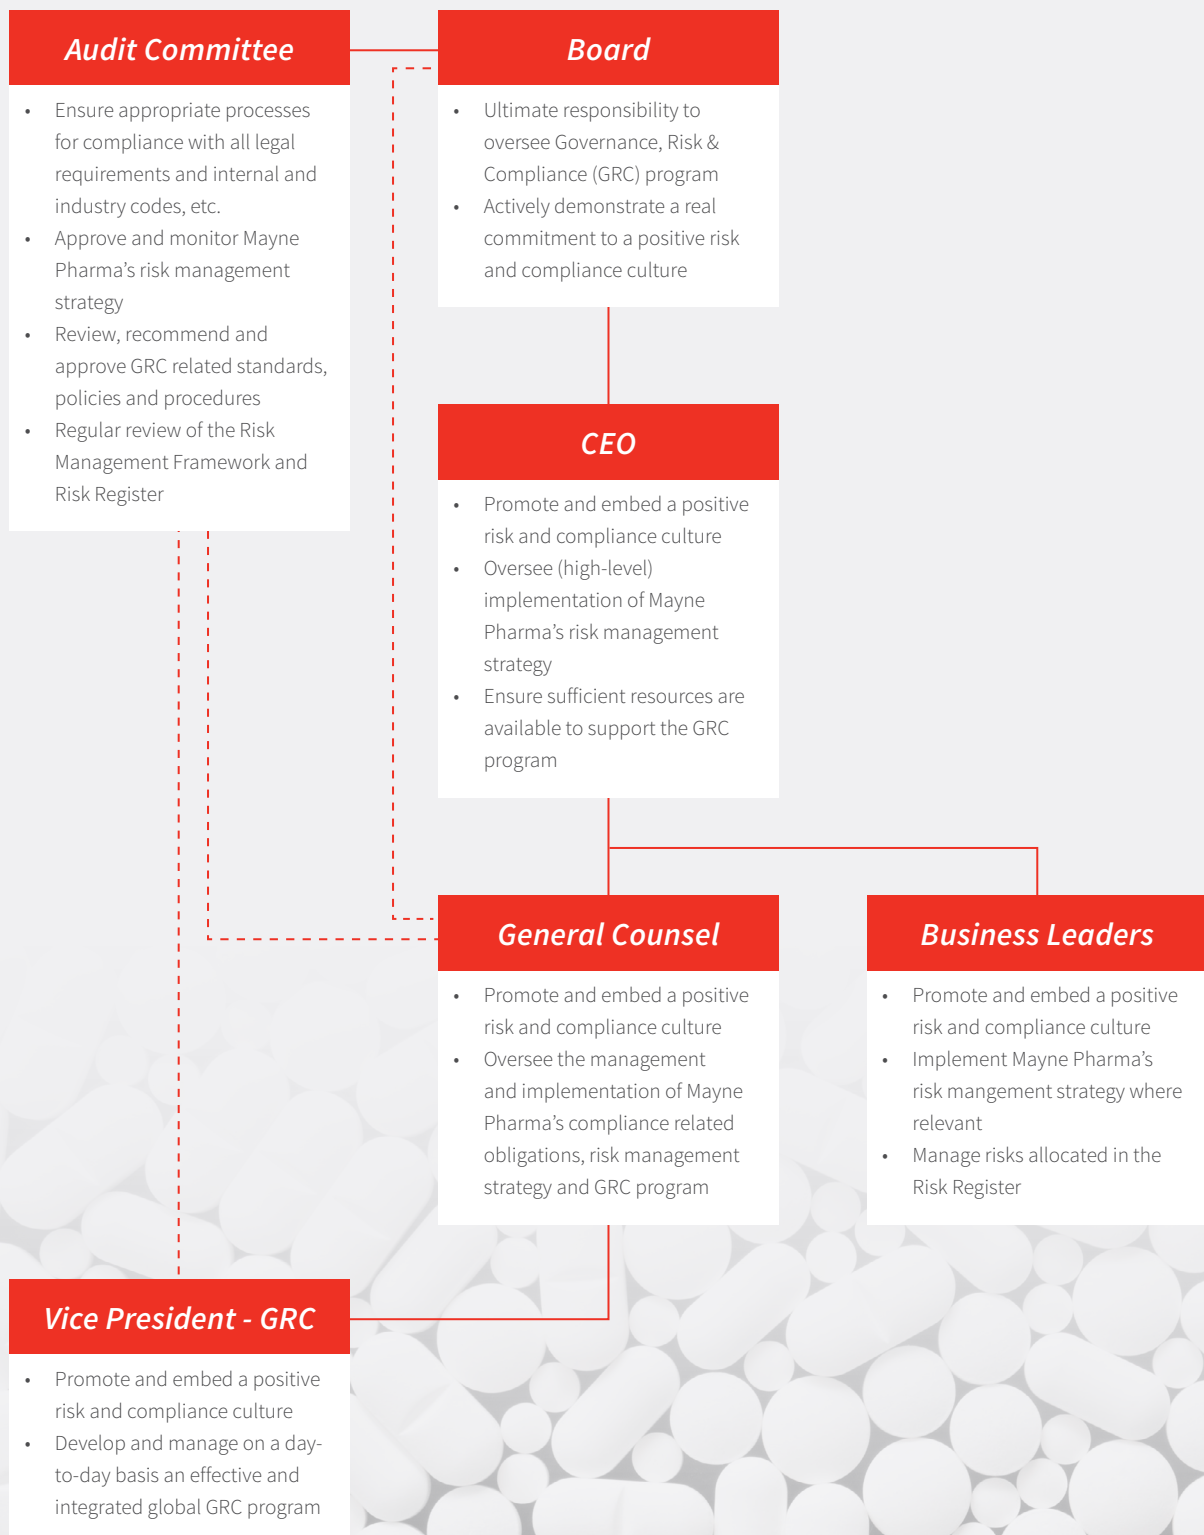 Audit Committee
• Ensure appropriate processes
for compliance with all legal
requirements and internal and
industry codes, etc.
• Approve and monitor Mayne
Pharma’s risk management
strategy
• Review, recommend and
approve GRC related standards,
policies and procedures
• Regular review of the Risk
Management Framework and
Risk Register
Board
• Ultimate responsibility to
oversee Governance, Risk &
Compliance (GRC) program
• Actively demonstrate a real
commitment to a positive risk
and compliance culture
CEO
• Promote and embed a positive
risk and compliance culture
• Oversee (high-level)
implementation of Mayne
Pharma’s risk management
strategy
• Ensure sufficient resources are
available to support the GRC
program
General Counsel
• Promote and embed a positive
risk and compliance culture
• Oversee the management
and implementation of Mayne
Pharma’s compliance related
obligations, risk management
strategy and GRC program
Business Leaders
• Promote and embed a positive
risk and compliance culture
• Implement Mayne Pharma’s
risk mangement strategy where
relevant
• Manage risks allocated in the
Risk Register
Vice President - GRC
• Promote and embed a positive
risk and compliance culture
• Develop and manage on a day-
to-day basis an effective and
integrated global GRC program